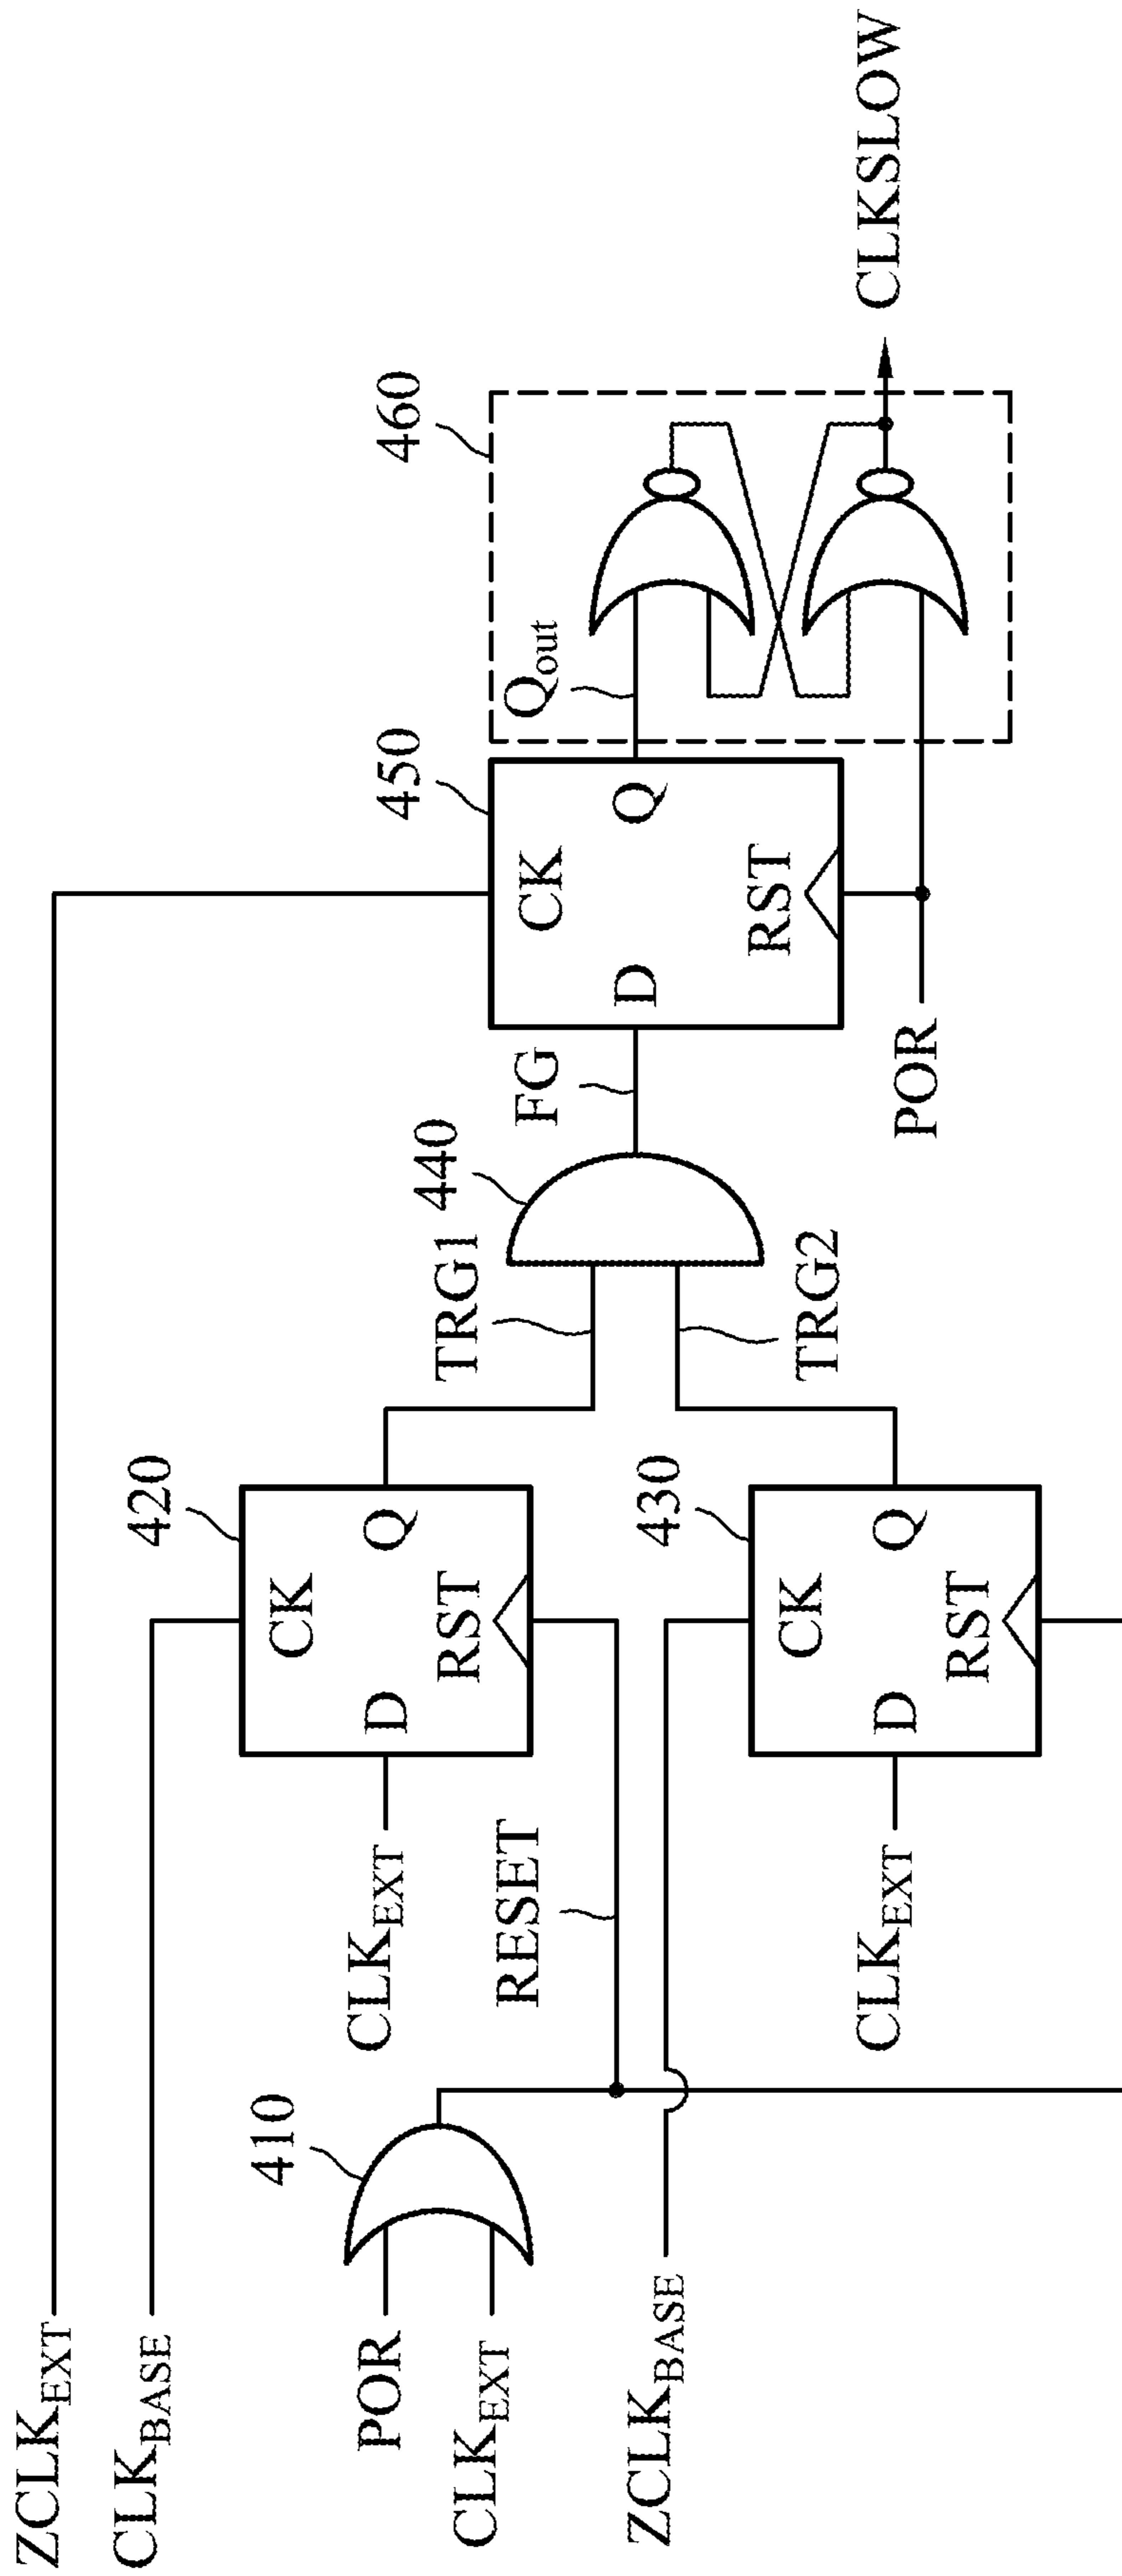 ZCLKEXT
CLKBASE
POR
CLKEXT
410
ZCLKBASE
RESET
CLKEXT
D
CK
Q
RST
420
CLKEXT
D
CK
Q
RST
430
TRG1
TRG2
440
FG
POR
D
CK
Q
RST
450
Qout
460
CLKSLOW